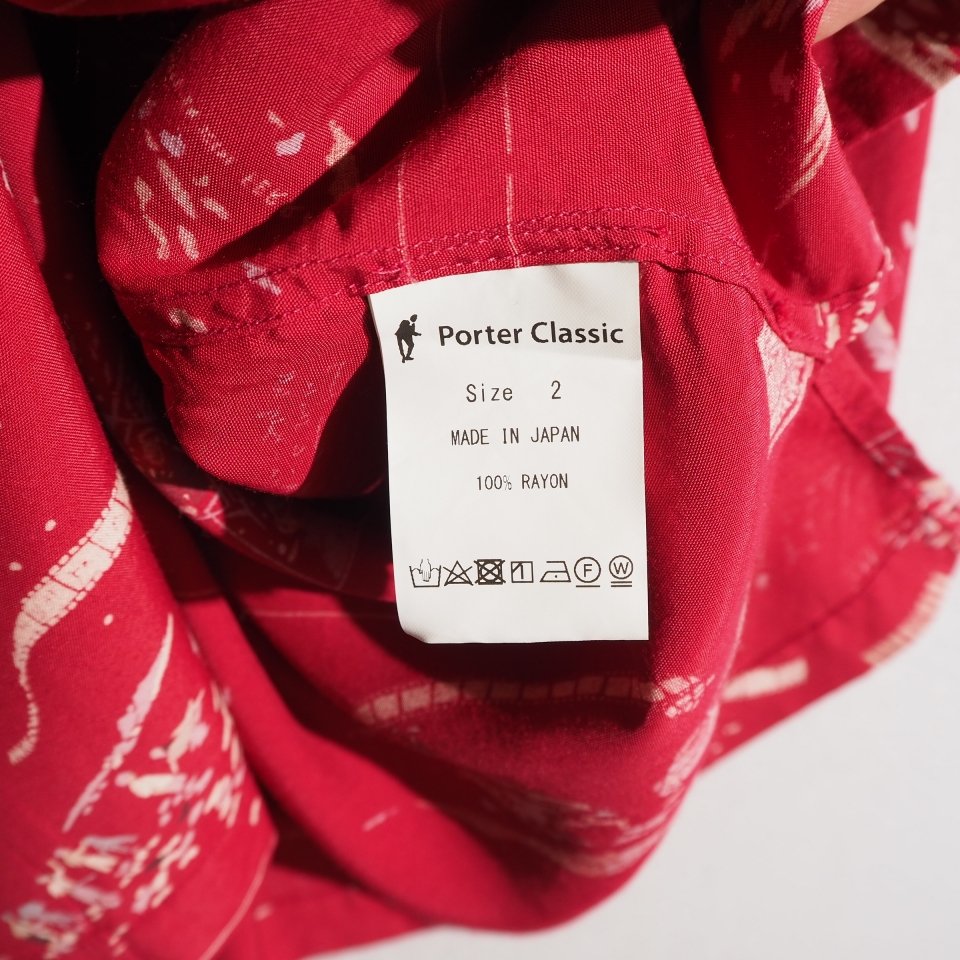 Porter Classic
Size 2
MADE IN JAPAN
100% RAYON
F W